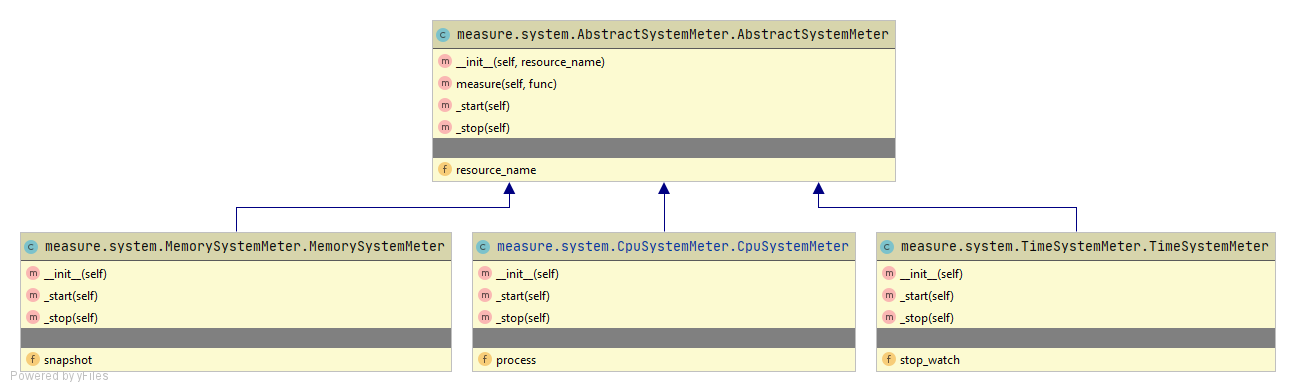 c measure.system.AbstractSystemMeter.AbstractSystemMeter
m __init__(self, resource_name)
m measure(self, func)
m _start(self)
m _stop(self)
f resource_name
c measure.system.MemorySystemMeter.MemorySystemMeter
m __init__(self)
m _start(self)
m _stop(self)
f snapshot
c measure.system.CpuSystemMeter.CpuSystemMeter
m __init__(self)
m _start(self)
m _stop(self)
f process
c measure.system.TimeSystemMeter.TimeSystemMeter
m __init__(self)
m _start(self)
m _stop(self)
f stop_watch
Powered by yFiles